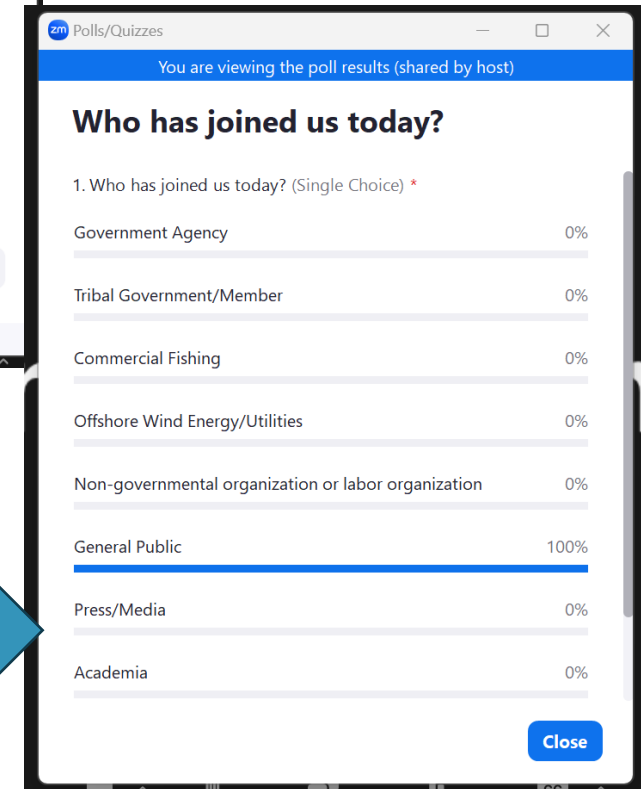 zm Polls/Quizzes
You are viewing the poll results (shared by host)
Who has joined us today?
1. Who has joined us today? (Single Choice) *
Government Agency 0%
Tribal Government/Member 0%
Commercial Fishing 0%
Offshore Wind Energy/Utilities 0%
Non-governmental organization or labor organization 0%
General Public 100%
Press/Media 0%
Academia 0%
Close